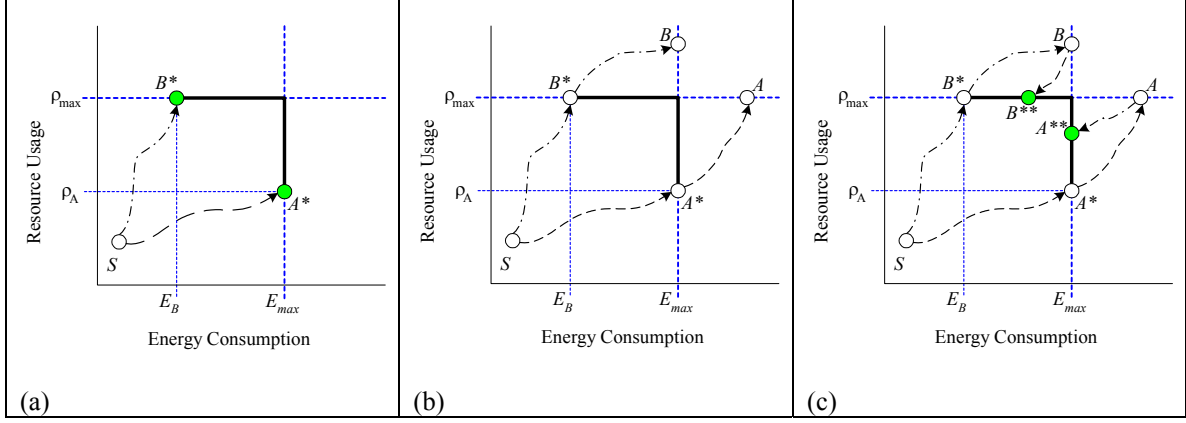 B*
ρmax
ρA
A*
S
EB
Emax
Resource Usage
Energy Consumption
(a)
B
B*
A
ρmax
ρA
A*
S
EB
Emax
Resource Usage
Energy Consumption
(b)
B
B*
A
ρmax
B**
A**
ρA
A*
S
EB
Emax
Resource Usage
Energy Consumption
(c)